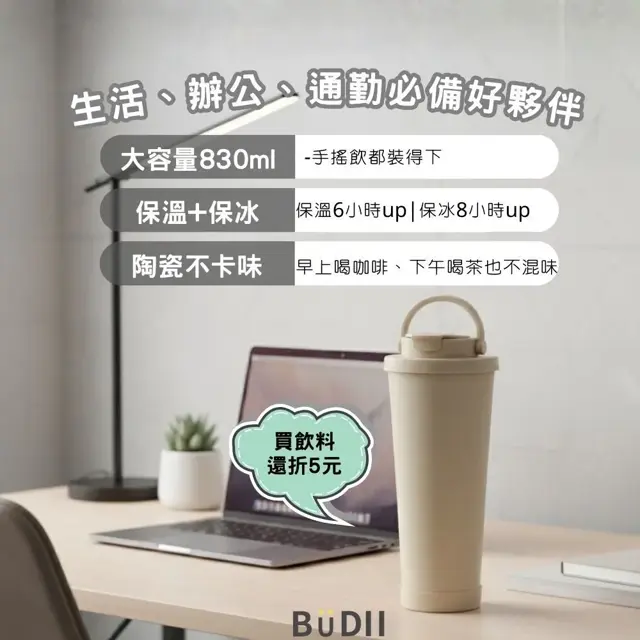 生活、辦公、通勤必備好夥伴
大容量830ml -手搖飲都裝得下
保溫+保冰 保溫6小時up|保冰8小時up
陶瓷不卡味 早上喝咖啡、下午喝茶也不混味
買飲料
還折5元
BüDII